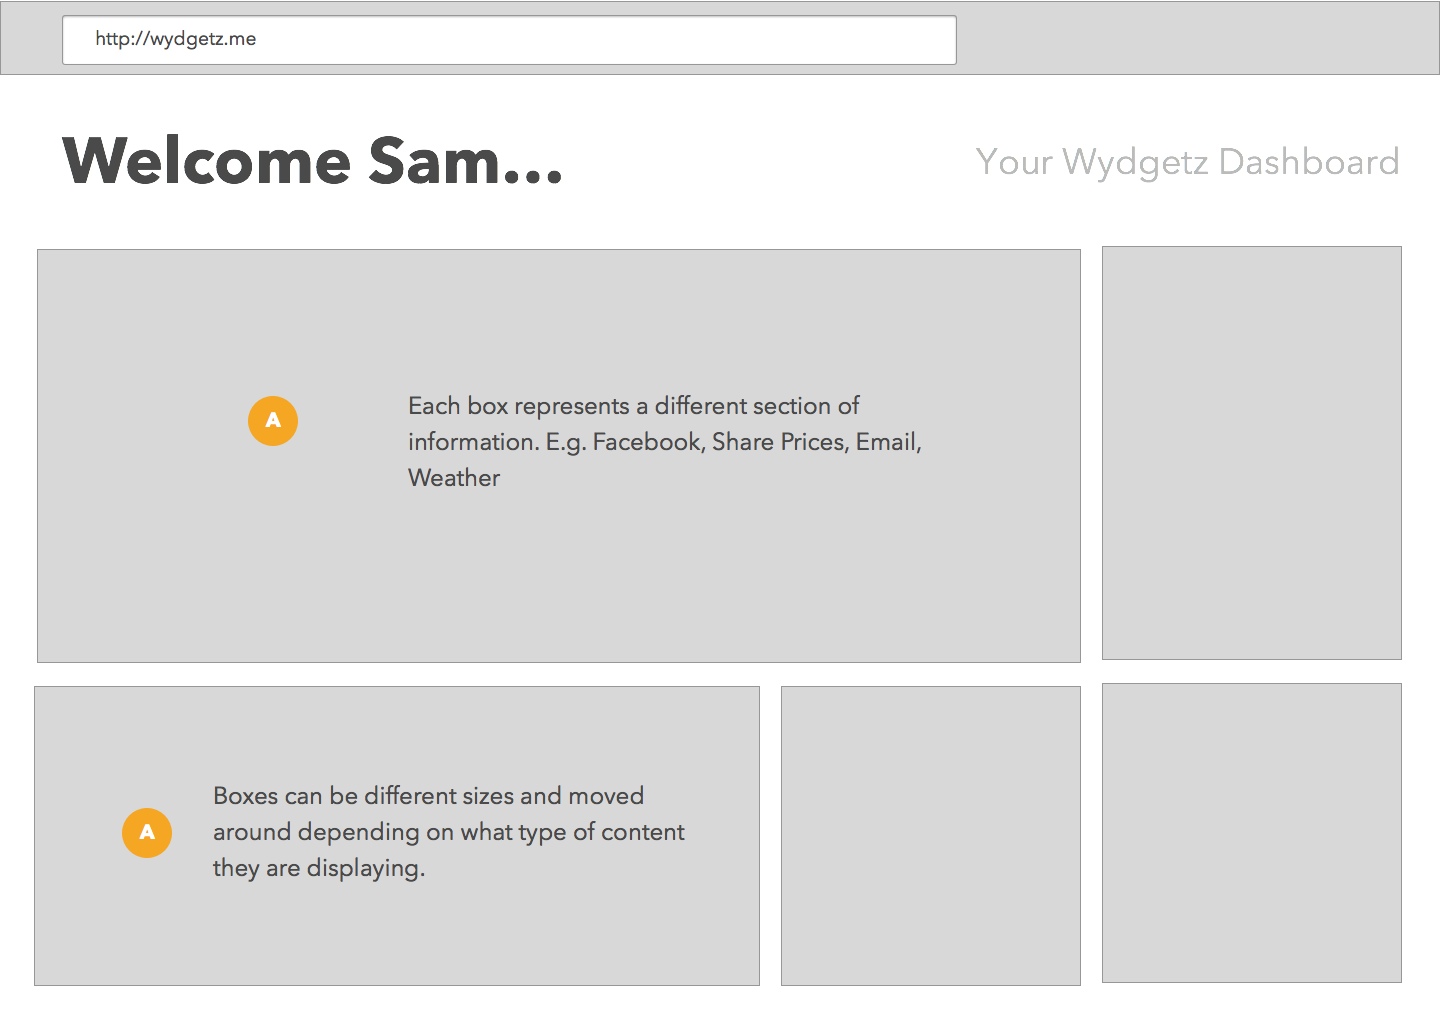 http://wydgetz.me
Welcome Sam...
Your Wydgetz Dashboard
A
Each box represents a different section of
information. E.g. Facebook, Share Prices, Email,
Weather
A
Boxes can be different sizes and moved
around depending on what type of content
they are displaying.